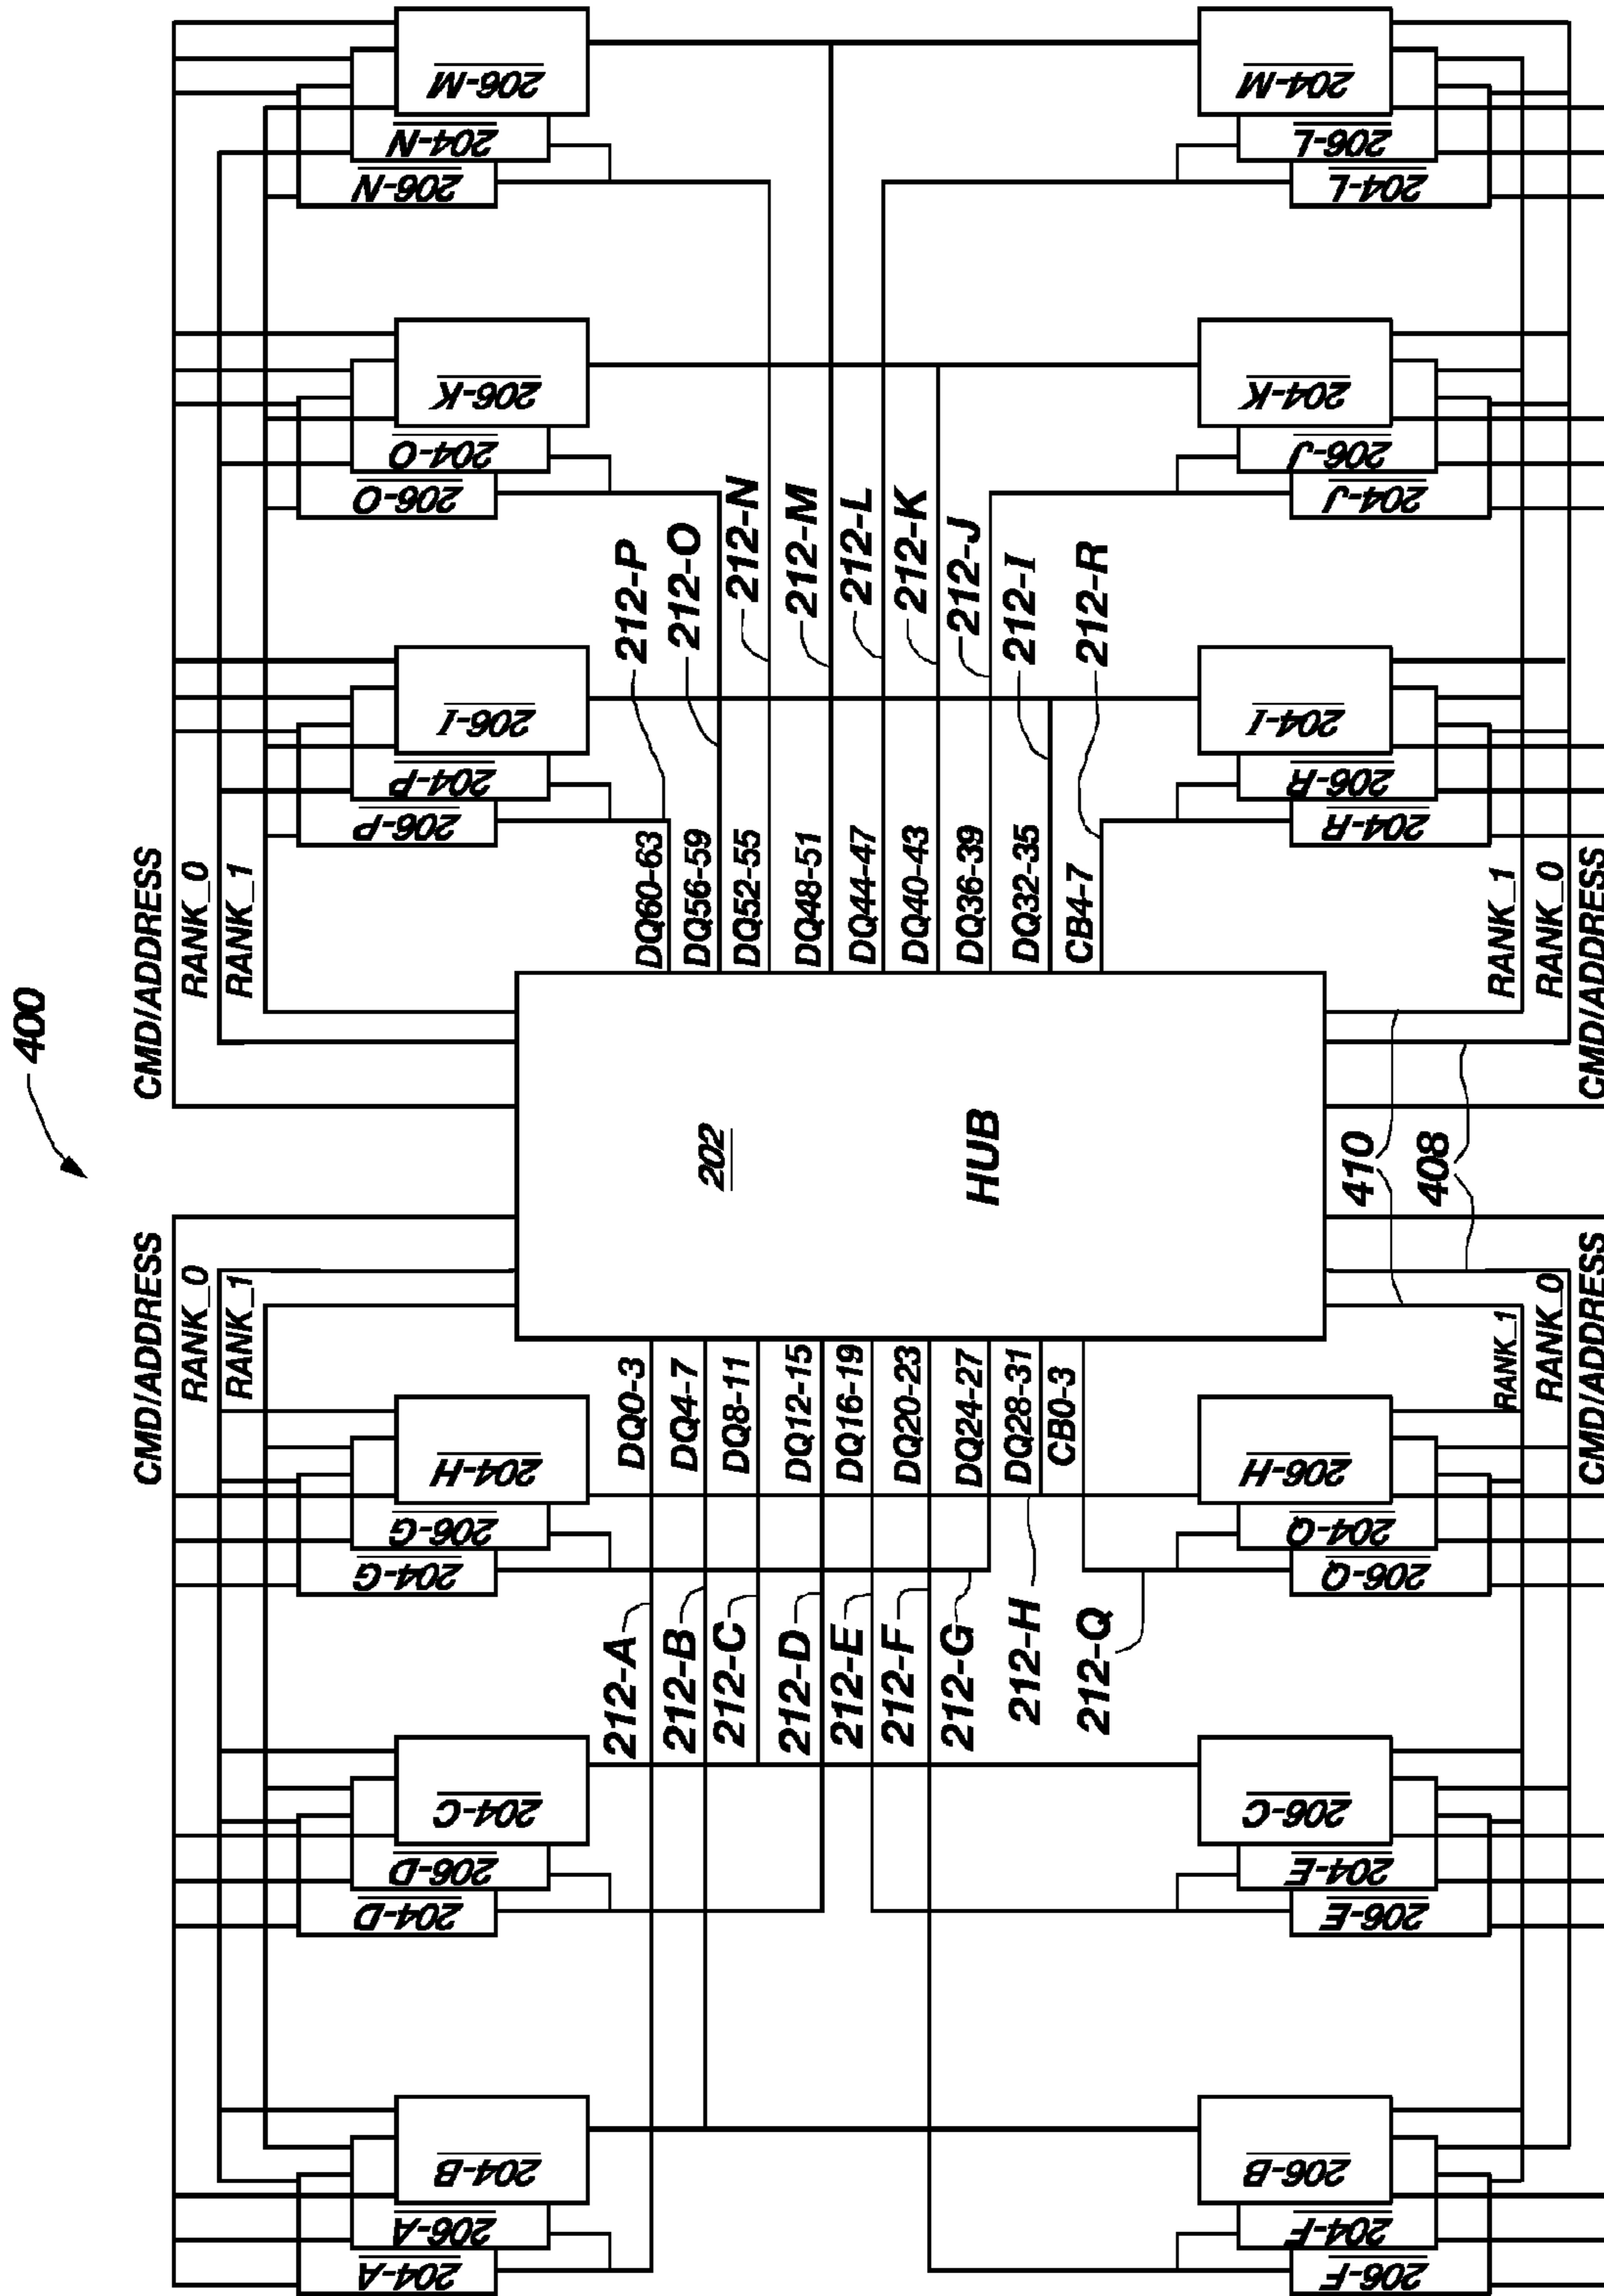 400
CMD/ADDRESS
RANK_0
RANK_1
CMD/ADDRESS
RANK_0
RANK_1
204-A
206-A
204-B
204-D
206-D
204-C
204-G
206-G
204-H
206-P
204-P
206-I
206-O
204-O
206-K
206-N
204-N
206-M
202
HUB
DQ0-3
DQ4-7
DQ8-11
DQ12-15
DQ16-19
DQ20-23
DQ24-27
DQ28-31
CB0-3
212-A
212-B
212-C
212-D
212-E
212-F
212-G
212-H
212-Q
DQ60-63
DQ56-59
DQ52-55
DQ48-51
DQ44-47
DQ40-43
DQ36-39
DQ32-35
CB4-7
212-P
212-O
212-N
212-M
212-L
212-K
212-J
212-I
212-R
206-F
204-F
206-B
206-E
204-E
206-C
206-Q
204-Q
206-H
204-R
206-R
204-I
204-J
206-J
204-K
204-L
206-L
204-M
410
408
RANK_1
RANK_0
CMD/ADDRESS
RANK_1
RANK_0
CMD/ADDRESS